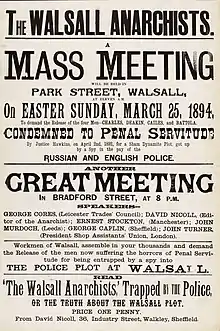 THE WALSALL ANARCHISTS.
A
MASS MEETING
WILL BE HELD IN
PARK STREET, WALSALL,
AT ELEVEN A.M.
On EASTER SUNDAY, MARCH 25, 1894,
To demand the Release of the four Men—CHARLES, DEAKIN, CAILES, and BATTOLA,
CONDEMNED TO PENAL SERVITUDE
By Justice Hawkins, on April 2nd, 1892, for a Sham Dynamite Plot got up
by a Spy in the pay of the
RUSSIAN AND ENGLISH POLICE.
ANOTHER
GREAT MEETING
IN BRADFORD STREET, AT 8 P.M.
SPEAKERS—
GEORGE CORES, (Leicester Trades' Council); DAVID NICOLL, (Editor
of the Anarchist); ERNEST STOCKTON, (Manchester); JOHN
MURDOCH, (Leeds); GEORGE CAPLIN, (Sheffield); JOHN TURNER,
(President Shop Assistants' Union, London).
Workmen of Walsall, assemble in your thousands and demand
the Release of the men now suffering the horrors of Penal Servi-
tude for being entrapped by a spy into
THE POLICE PLOT AT WALSALL.
READ
"The Walsall Anarchists," Trapped by the Police,
OR THE TRUTH ABOUT THE WALSALL PLOT.
PRICE ONE PENNY.
From David Nicoll, 36, Industry Street, Walkley, Sheffield.